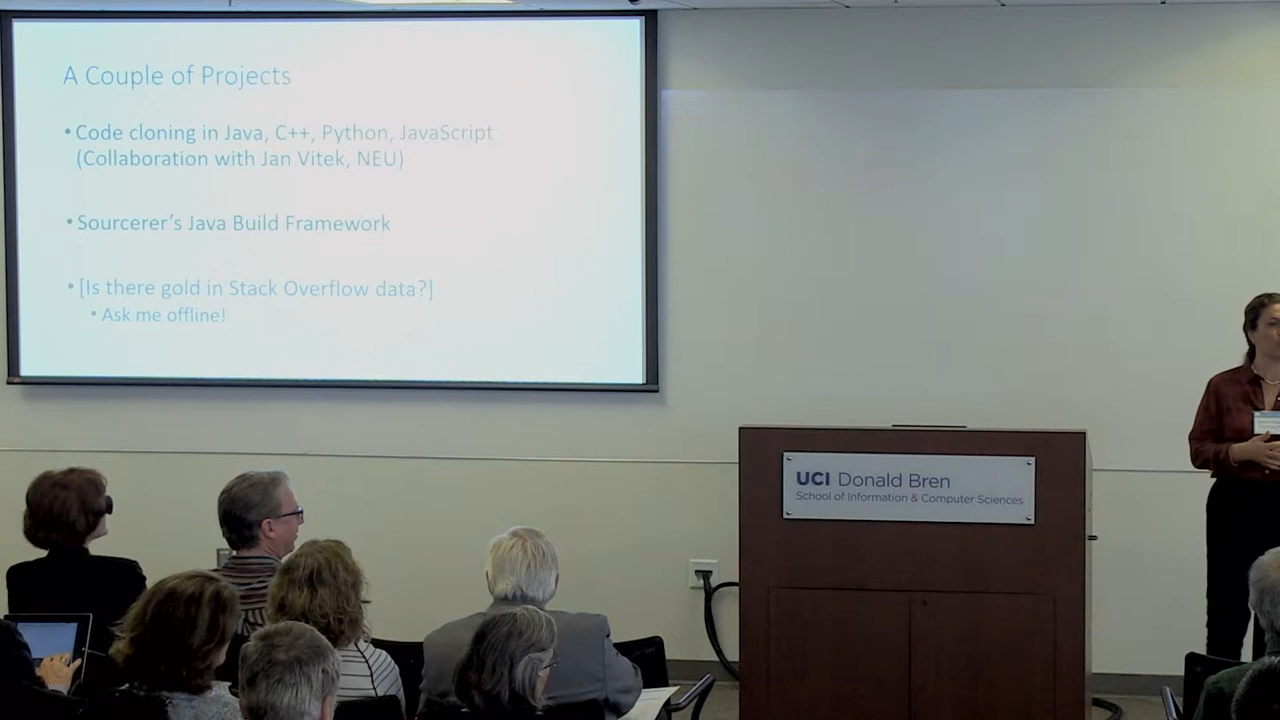 A Couple of Projects
• Code cloning in Java, C++, Python, JavaScript
(Collaboration with Jan Vitek, NEU)
• Sourcerer's Java Build Framework
• [Is there gold in Stack Overflow data?]
• Ask me offline!
UCI Donald Bren
School of Information & Computer Sciences